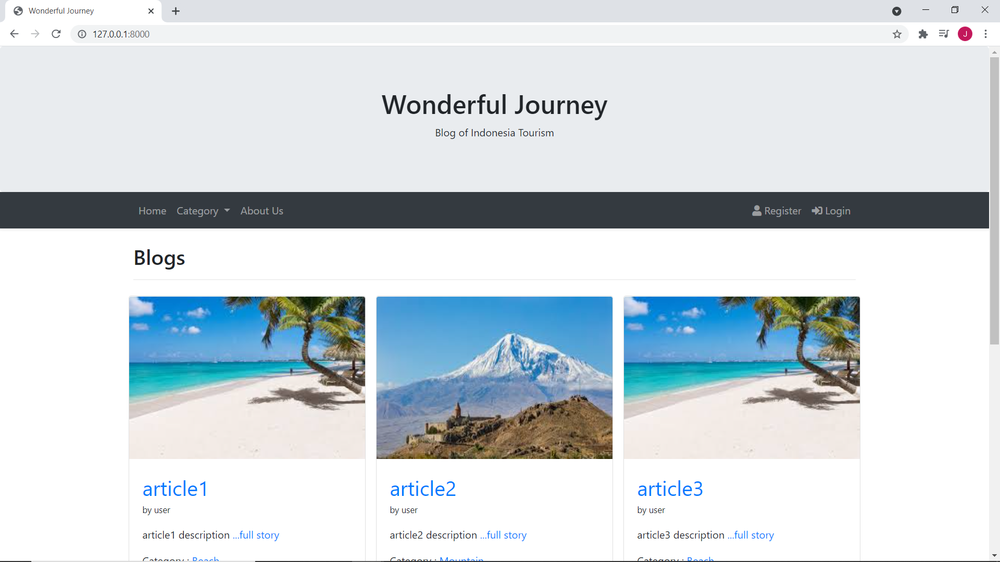 Wonderful Journey
127.0.0.1:8000
J
Wonderful Journey
Blog of Indonesia Tourism
Home Category About Us Register Login
Blogs
article1
by user
article1 description ...full story
Category : Beach
article2
by user
article2 description ...full story
Category : Mountain
article3
by user
article3 description ...full story
Category : Beach